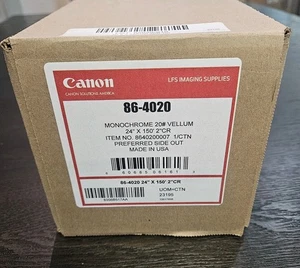 Canon
CANON SOLUTIONS AMERICA
LFS IMAGING SUPPLIES
86-4020
MONOCHROME 20# VELLUM
24" X 150' 2"CR
ITEM NO. 8640200007 1/CTN
PREFERRED SIDE OUT
MADE IN USA
86-4020 24" X 150' 2"CR
UOM=CTN